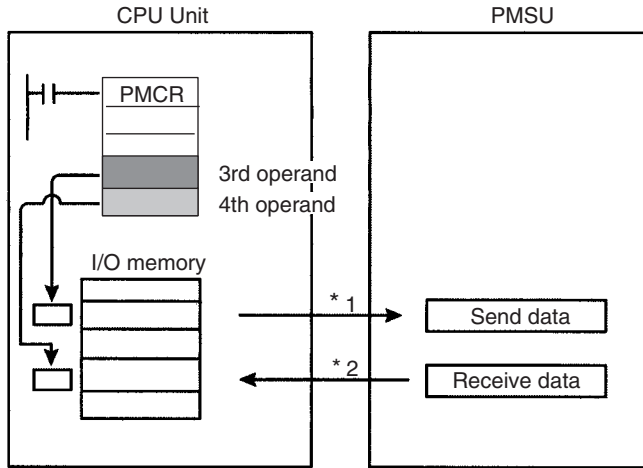 CPU Unit
PMSU
PMCR
3rd operand
4th operand
I/O memory
* 1
Send data
* 2
Receive data